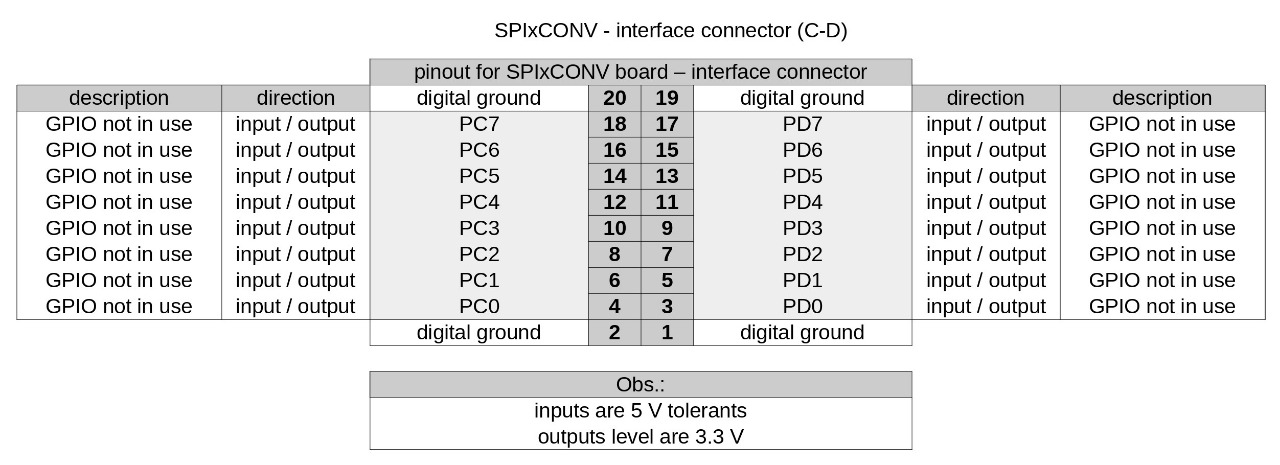 SPIxCONV - interface connector (C-D)
pinout for SPIxCONV board – interface connector
description direction digital ground 20 19 digital ground direction description
GPIO not in use input / output PC7 18 17 PD7 input / output GPIO not in use
GPIO not in use input / output PC6 16 15 PD6 input / output GPIO not in use
GPIO not in use input / output PC5 14 13 PD5 input / output GPIO not in use
GPIO not in use input / output PC4 12 11 PD4 input / output GPIO not in use
GPIO not in use input / output PC3 10 9 PD3 input / output GPIO not in use
GPIO not in use input / output PC2 8 7 PD2 input / output GPIO not in use
GPIO not in use input / output PC1 6 5 PD1 input / output GPIO not in use
GPIO not in use input / output PC0 4 3 PD0 input / output GPIO not in use
digital ground 2 1 digital ground
Obs.:
inputs are 5 V tolerants
outputs level are 3.3 V